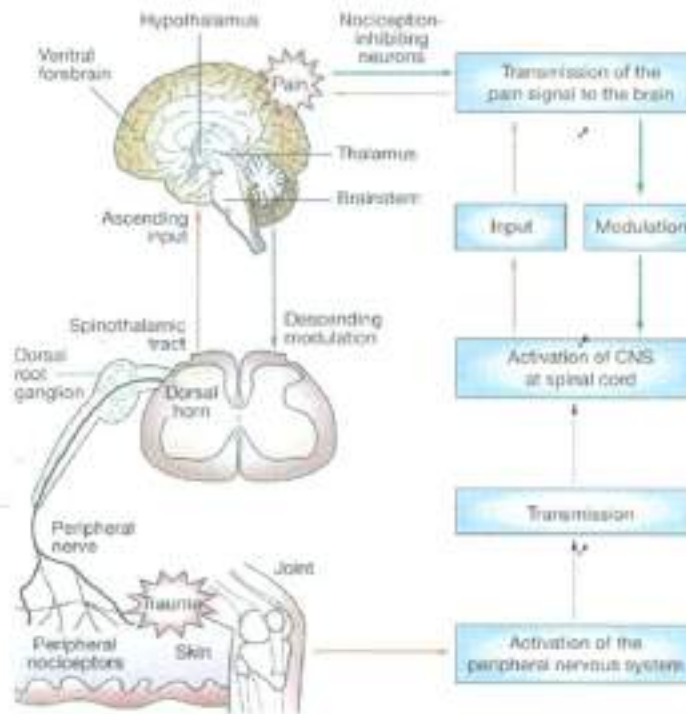 Hypothalamus
Nociception-
inhibiting
neurons
Ventral
forebrain
Pain
Transmission of the
pain signal to the brain
Thalamus
Brainstem
Ascending
input
Input
Modulation
Spinothalamic
tract
Descending
modulation
Dorsal
root
ganglion
Dorsal
horn
Activation of CNS
at spinal cord
Peripheral
nerve
Transmission
Joint
Trauma
Peripheral
nociceptors
Skin
Activation of the
peripheral nervous system